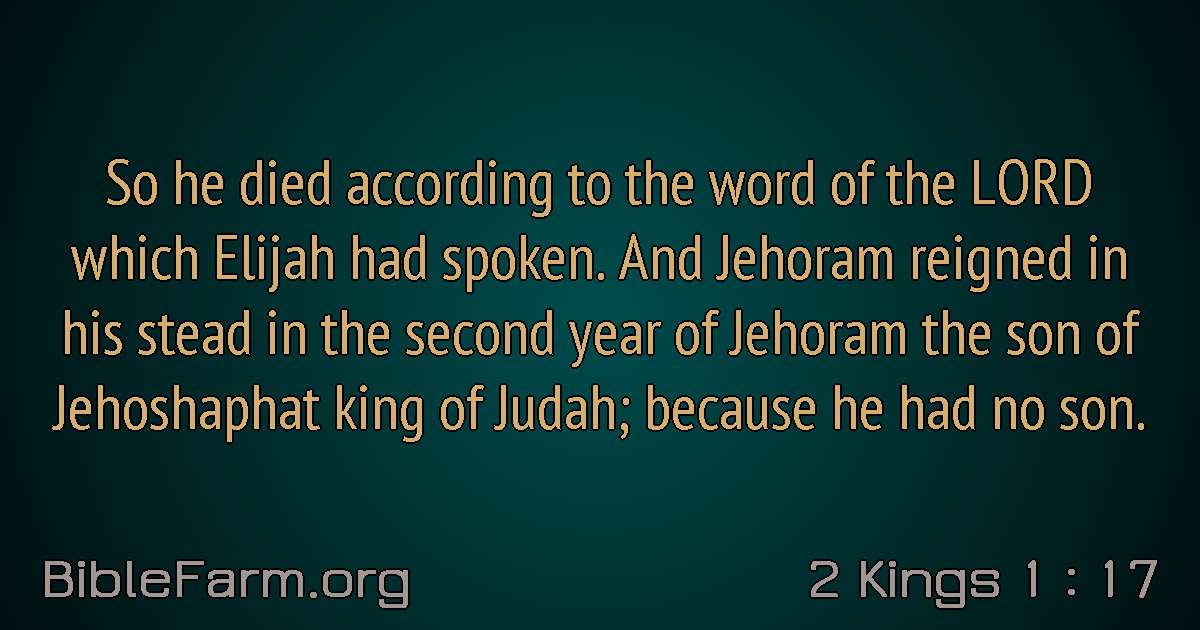 So he died according to the word of the LORD
which Elijah had spoken. And Jehoram reigned in
his stead in the second year of Jehoram the son of
Jehoshaphat king of Judah; because he had no son.
BibleFarm.org
2 Kings 1 : 17